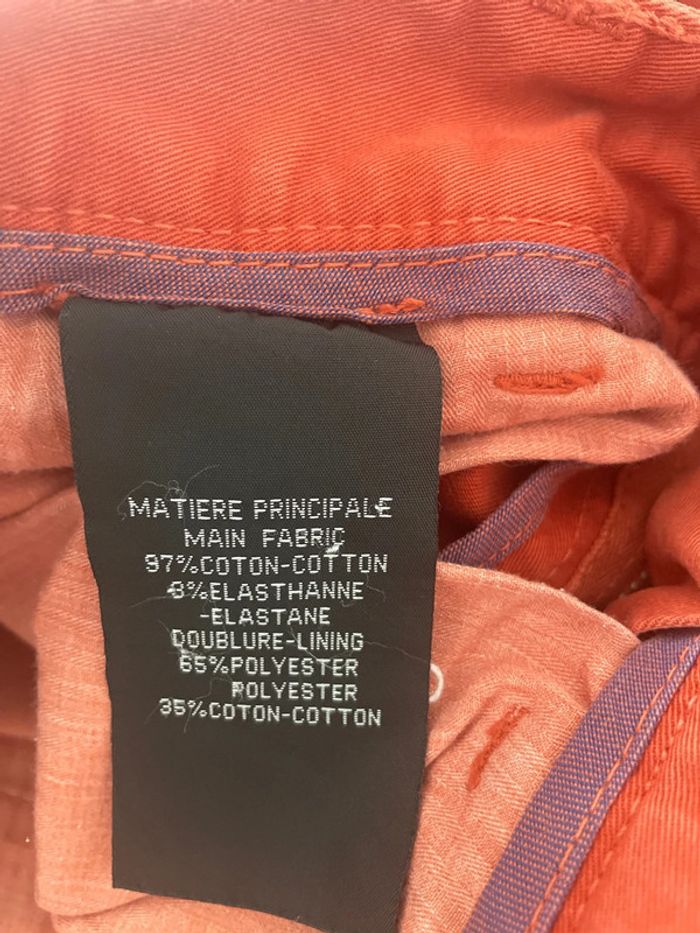 MATIERE PRINCIPALE
MAIN FABRIC
97%COTON-COTTON
3%ELASTHANNE
-ELASTANE
DOUBLURE-LINING
65%POLYESTER
POLYESTER
35%COTON-COTTON